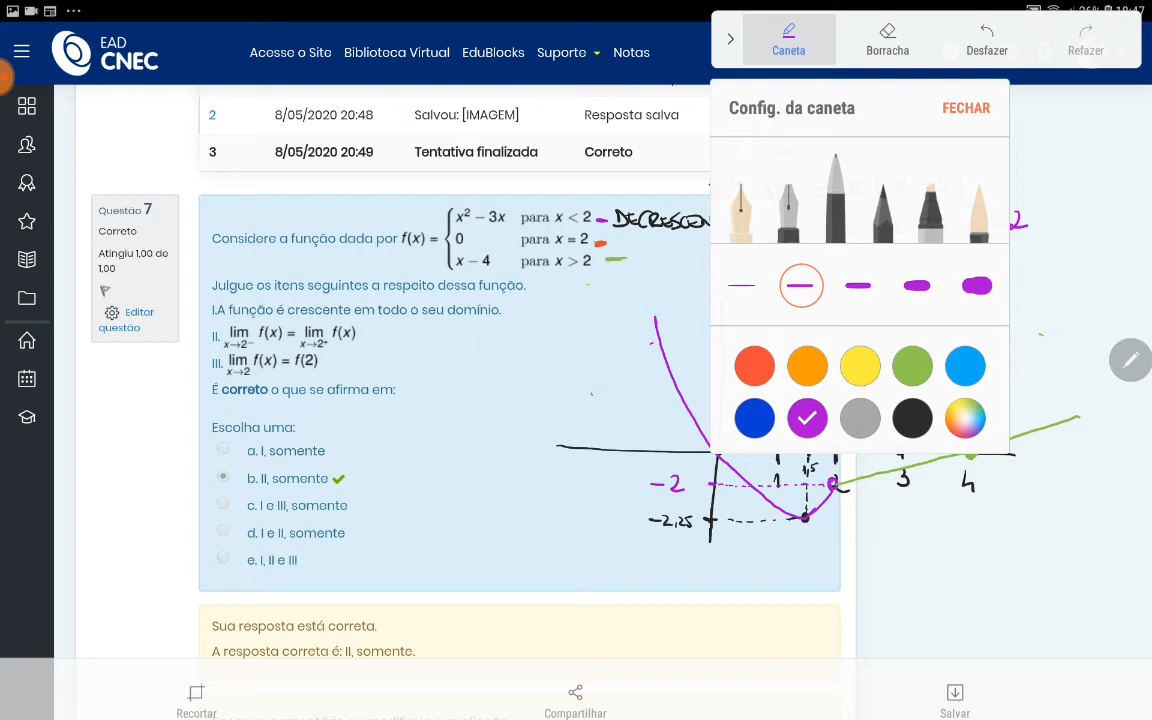 EAD
CNEC
Acesse o Site Biblioteca Virtual EduBlocks Suporte Notas
Caneta Borracha Desfazer Refazer
Config. da caneta FECHAR
2 8/05/2020 20:48 Salvou: [IMAGEM] Resposta salva
3 8/05/2020 20:49 Tentativa finalizada Correto
Questão 7
Correto
Atingiu 1,00 de
1,00
Editar
questão
x² − 3x para x < 2 – DECRESCEN
Considere a função dada por f(x) = 0 para x = 2
x − 4 para x > 2
Julgue os itens seguintes a respeito dessa função.
I.A função é crescente em todo o seu domínio.
II. lim x→2⁻ f(x) = lim x→2⁺ f(x)
III. lim x→2 f(x) = f(2)
É correto o que se afirma em:
Escolha uma:
a. I, somente
b. II, somente
c. I e III, somente
d. I e II, somente
e. I, II e III
2
1 1,5 2 3 4
−2
−2,25
Sua resposta está correta.
A resposta correta é: II, somente.
Recortar Compartilhar Salvar